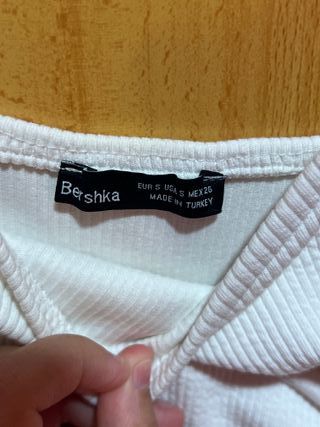 Bershka
EUR S USA S MEX 26
MADE IN TURKEY